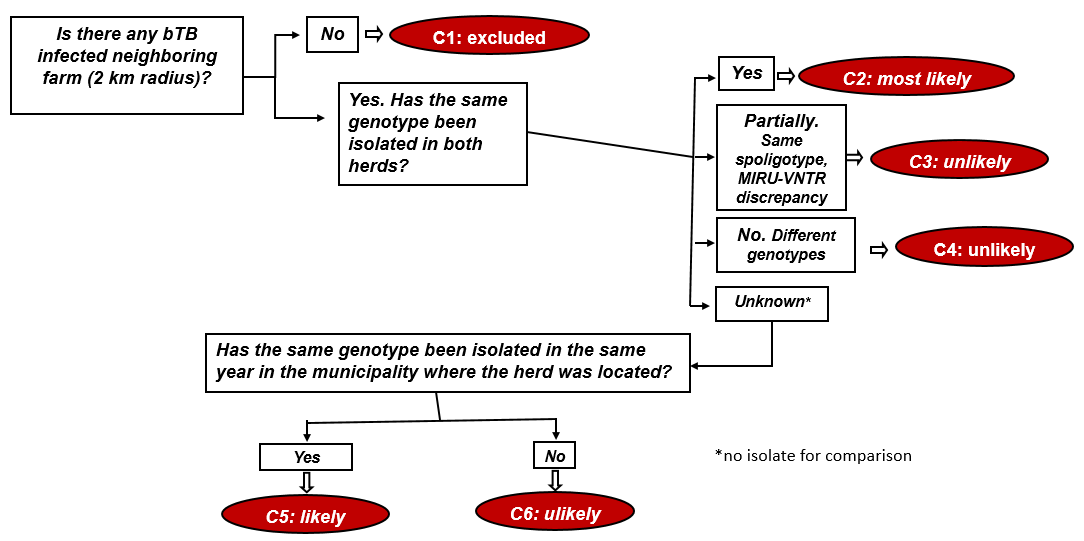 Is there any bTB
infected neighboring
farm (2 km radius)?
No
C1: excluded
Yes. Has the same
genotype been
isolated in both
herds?
Yes
C2: most likely
Partially.
Same
spoligotype,
MIRU-VNTR
discrepancy
C3: unlikely
No. Different
genotypes
C4: unlikely
Unknown*
Has the same genotype been isolated in the same
year in the municipality where the herd was located?
Yes
No
*no isolate for comparison
C5: likely
C6: ulikely